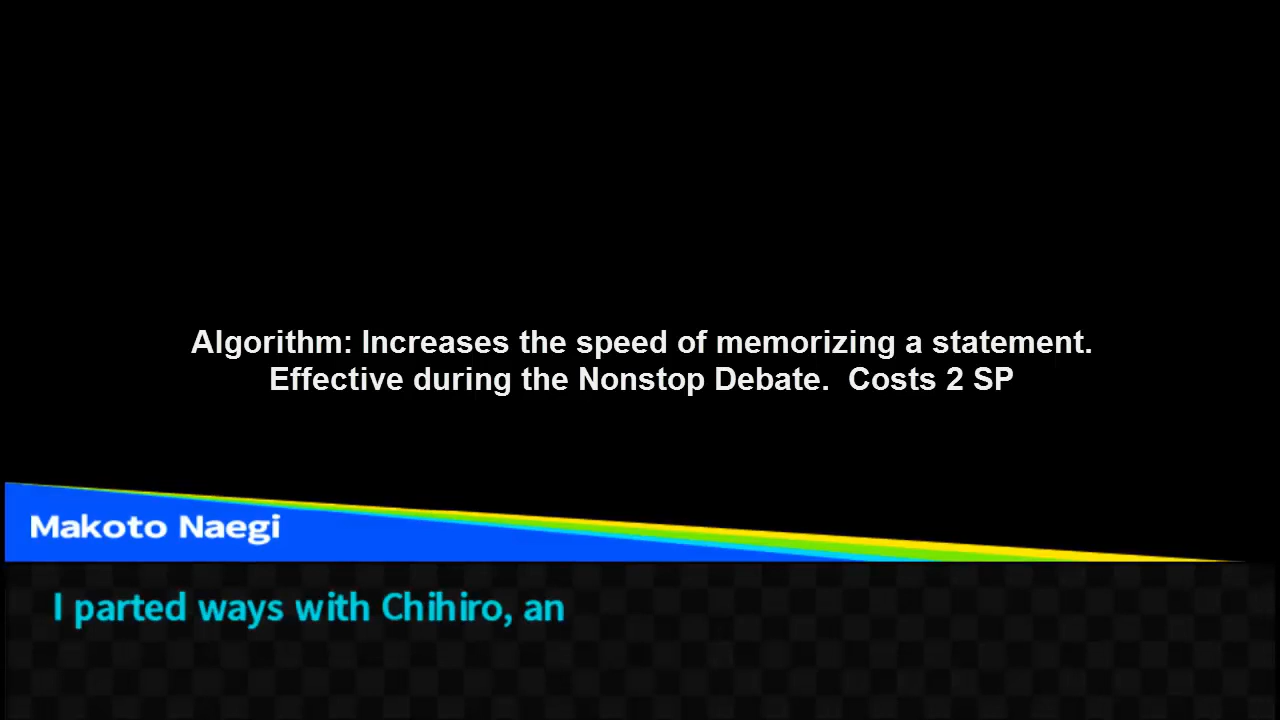 Algorithm: Increases the speed of memorizing a statement.
Effective during the Nonstop Debate.  Costs 2 SP
Makoto Naegi
I parted ways with Chihiro, an